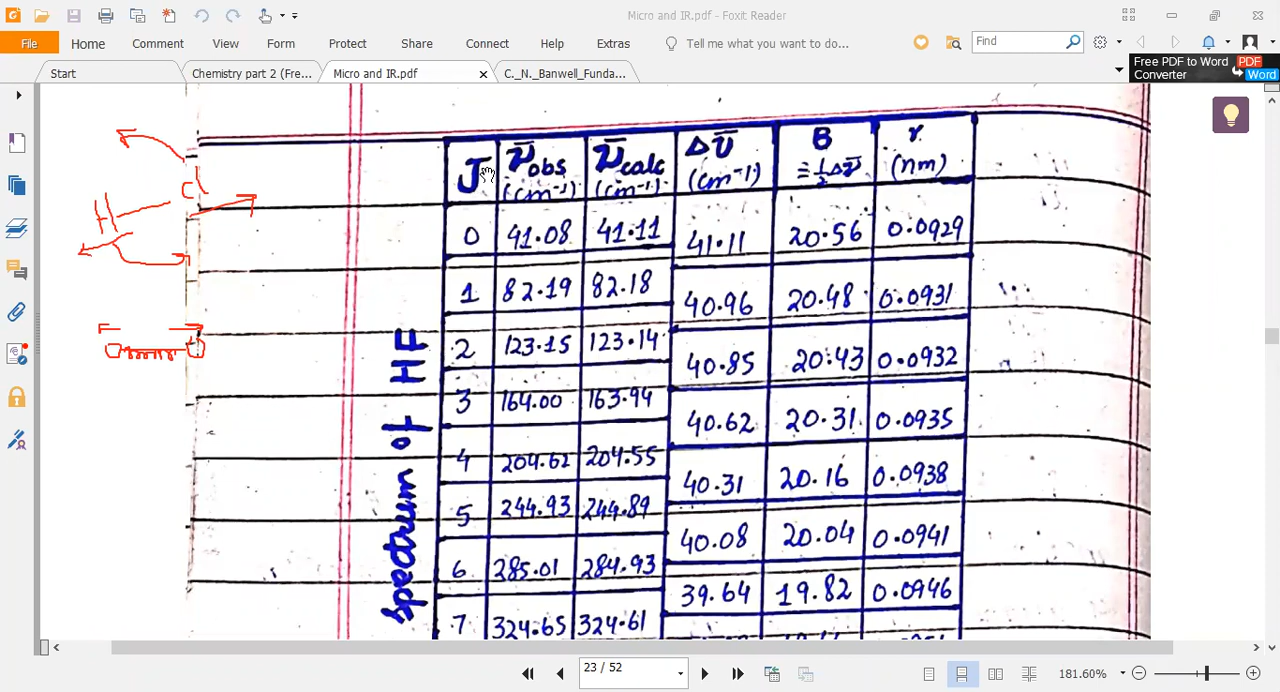 Micro and IR.pdf - Foxit Reader
File Home Comment View Form Protect Share Connect Help Extras Tell me what you want to do... Find
Start Chemistry part 2 (Fre... Micro and IR.pdf C._N._Banwell_Funda...
Free PDF to Word
Converter
PDF
Word
J ν̄obs (cm⁻¹) ν̄calc (cm⁻¹) Δν̄ (cm⁻¹) B ≡ ½Δν̄ r (nm)
0 41.08 41.11 41.11 20.56 0.0929
1 82.19 82.18 40.96 20.48 0.0931
2 123.15 123.14 40.85 20.43 0.0932
3 164.00 163.94 40.62 20.31 0.0935
4 204.62 204.55 40.31 20.16 0.0938
5 244.93 244.89 40.08 20.04 0.0941
6 285.01 284.93 39.64 19.82 0.0946
7 324.65 324.61
spectrum of HF
H Cl
23 / 52
181.60%